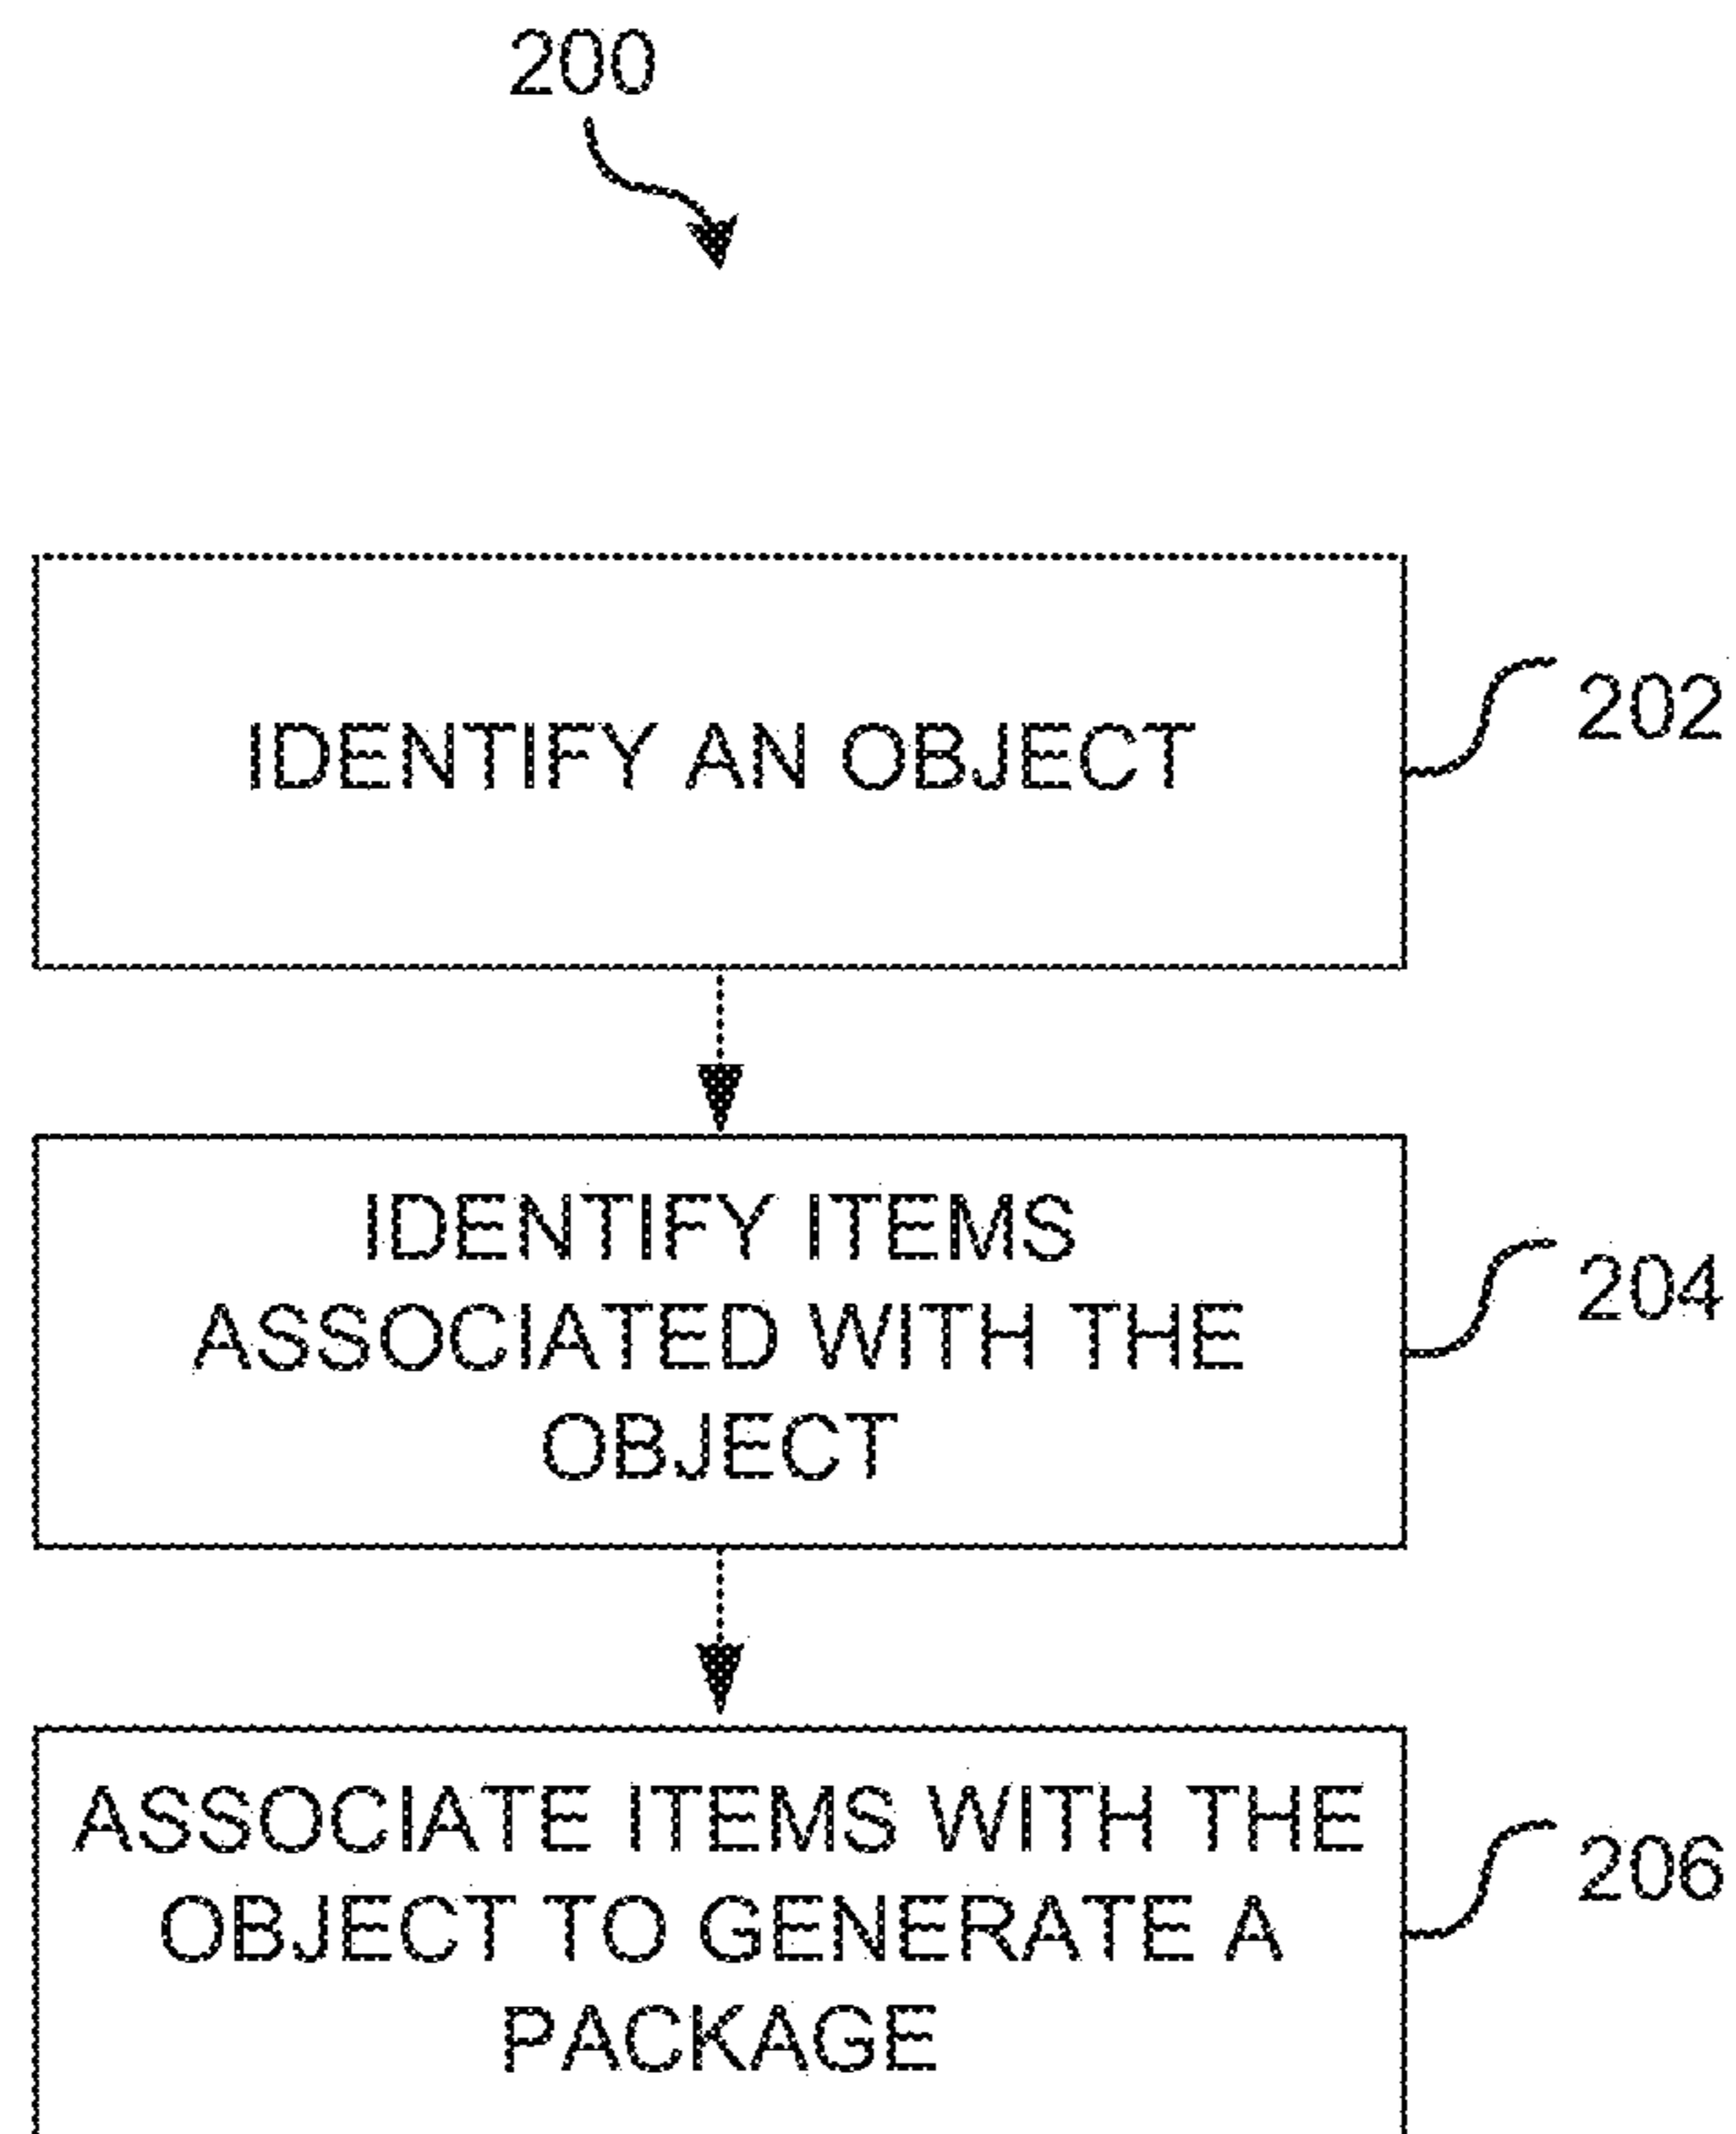 200
IDENTIFY AN OBJECT
202
IDENTIFY ITEMS
ASSOCIATED WITH THE
OBJECT
204
ASSOCIATE ITEMS WITH THE
OBJECT TO GENERATE A
PACKAGE
206